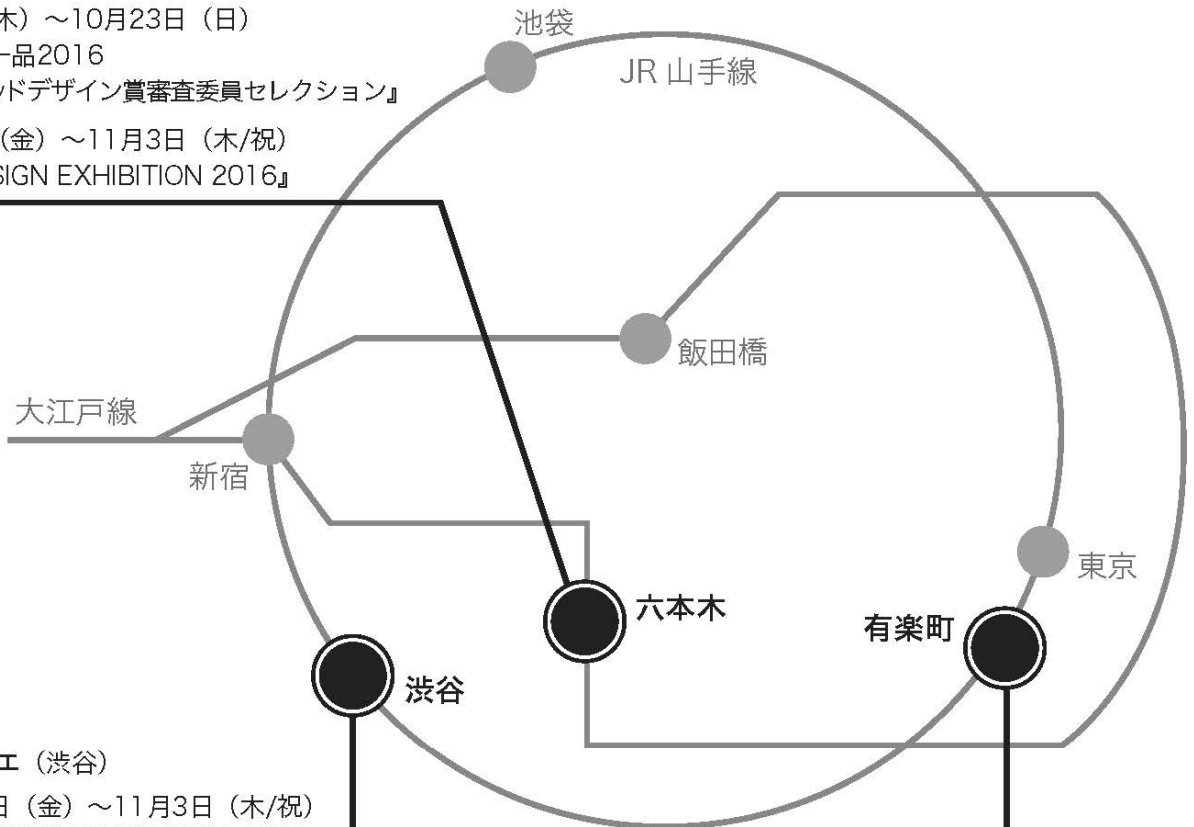 木）～10月23日（日）
一品2016
ッドデザイン賞審査委員セレクション』
（金）～11月3日（木/祝）
SIGN EXHIBITION 2016』
池袋
JR 山手線
飯田橋
大江戸線
新宿
東京
六本木
有楽町
渋谷
エ（渋谷）
日（金）～11月3日（木/祝）